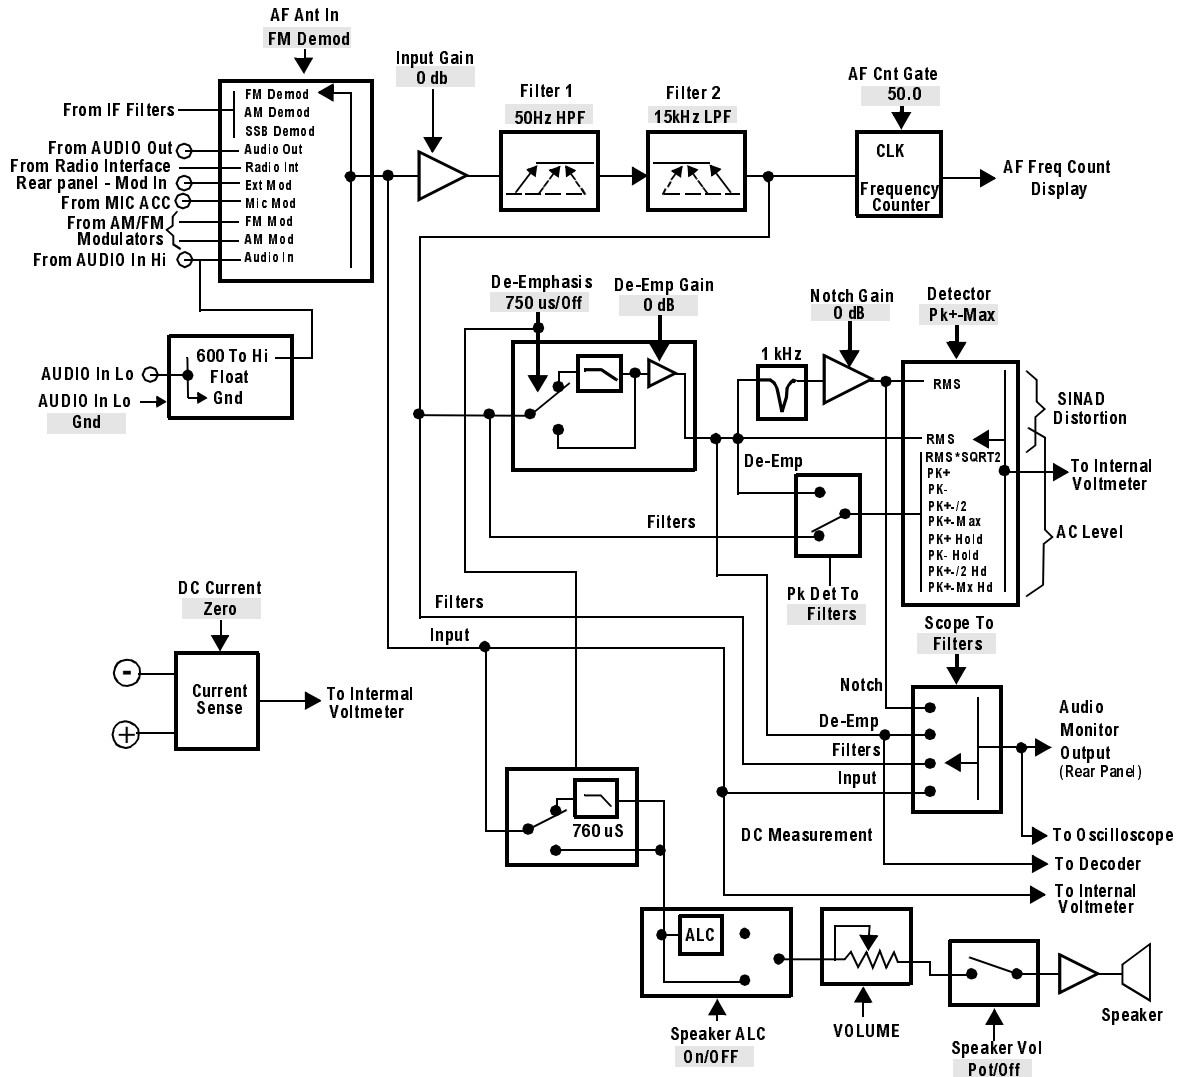 AF Ant In
FM Demod
Input Gain
0 db
Filter 1
50Hz HPF
Filter 2
15kHz LPF
AF Cnt Gate
50.0
From IF Filters
From AUDIO Out
From Radio Interface
Rear panel - Mod In
From MIC ACC
From AM/FM
Modulators
From AUDIO In Hi
FM Demod
AM Demod
SSB Demod
Audio Out
Radio Int
Ext Mod
Mic Mod
FM Mod
AM Mod
Audio In
CLK
Frequency
Counter
AF Freq Count
Display
AUDIO In Lo
AUDIO In Lo
Gnd
600 To Hi
Float
Gnd
De-Emphasis
750 us/Off
De-Emp Gain
0 dB
Notch Gain
0 dB
1 kHz
Detector
Pk+-Max
RMS
RMS
RMS*SQRT2
PK+
PK-
PK+-/2
PK+-Max
PK+ Hold
PK- Hold
PK+-/2 Hd
PK+-Mx Hd
SINAD
Distortion
To Internal
Voltmeter
AC Level
De-Emp
Filters
Pk Det To
Filters
DC Current
Zero
-
+
Current
Sense
To Internal
Voltmeter
Filters
Input
Scope To
Filters
Notch
De-Emp
Filters
Input
Audio
Monitor
Output
(Rear Panel)
DC Measurement
To Oscilloscope
To Decoder
To Internal
Voltmeter
760 uS
ALC
Speaker ALC
On/OFF
VOLUME
Speaker Vol
Pot/Off
Speaker